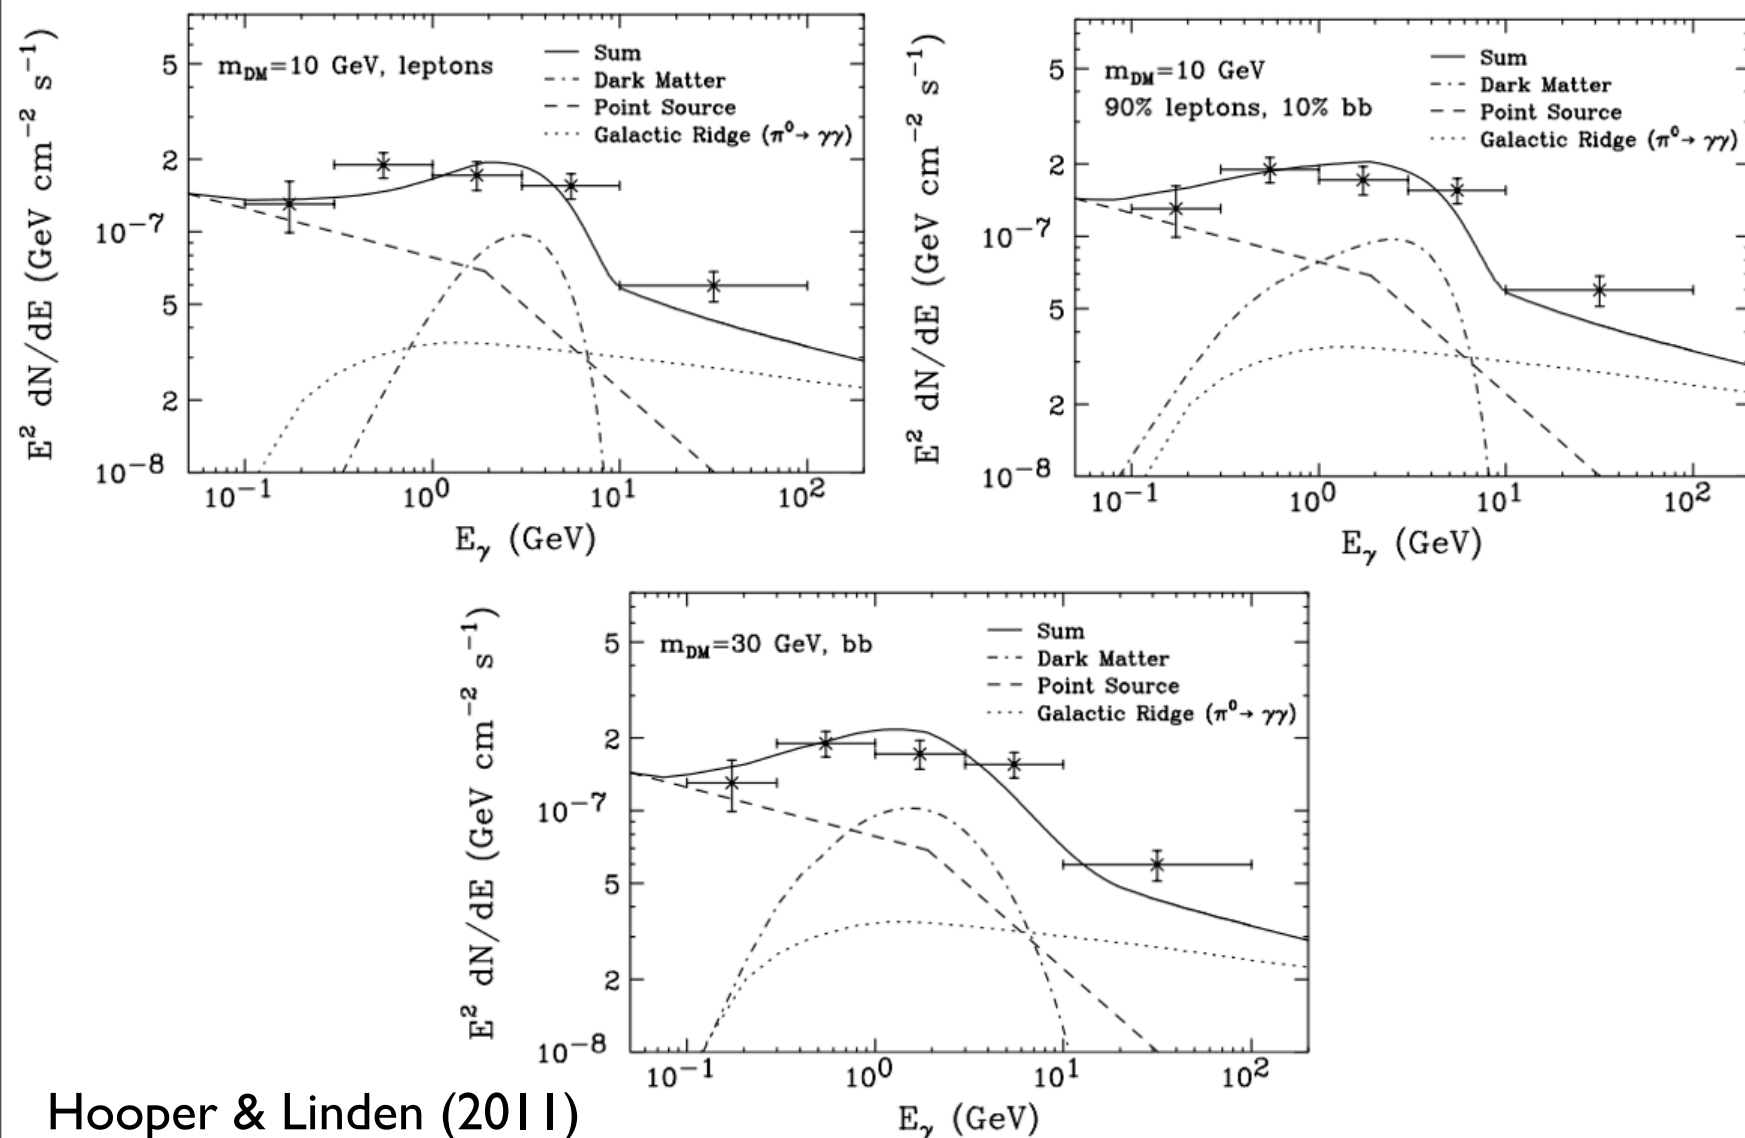 m_DM=10 GeV, leptons
Sum
Dark Matter
Point Source
Galactic Ridge (π⁰→ γγ)
E² dN/dE (GeV cm⁻² s⁻¹)
5
2
10⁻⁷
5
2
10⁻⁸
10⁻¹ 10⁰ 10¹ 10²
E_γ (GeV)
m_DM=10 GeV
90% leptons, 10% bb
Sum
Dark Matter
Point Source
Galactic Ridge (π⁰→ γγ)
E² dN/dE (GeV cm⁻² s⁻¹)
5
2
10⁻⁷
5
2
10⁻⁸
10⁻¹ 10⁰ 10¹ 10²
E_γ (GeV)
m_DM=30 GeV, bb
Sum
Dark Matter
Point Source
Galactic Ridge (π⁰→ γγ)
E² dN/dE (GeV cm⁻² s⁻¹)
5
2
10⁻⁷
5
2
10⁻⁸
10⁻¹ 10⁰ 10¹ 10²
E_γ (GeV)
Hooper & Linden (2011)